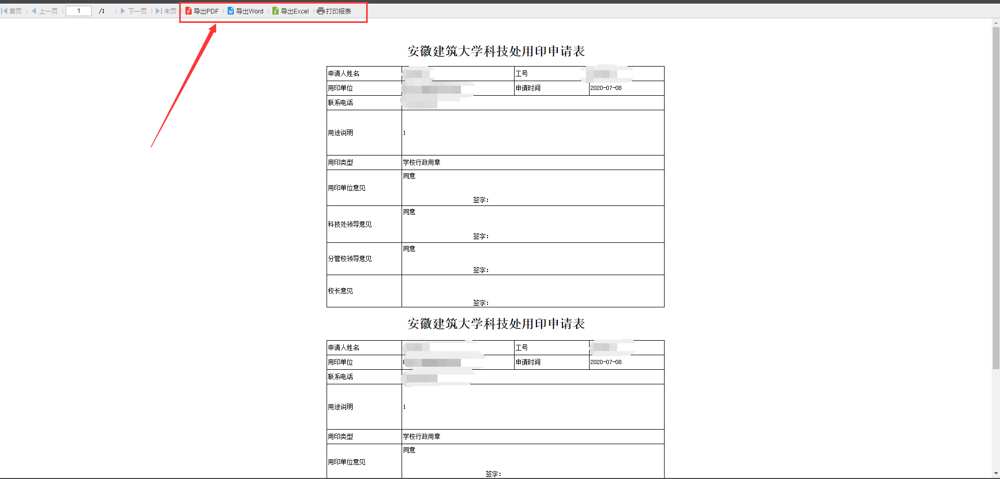 首页 上一页 1 /1 下一页 末页 导出PDF 导出Word 导出Excel 打印报表
安徽建筑大学科技处用印申请表
申请人姓名 工号
用印单位 申请时间 2020-07-08
联系电话
用途说明 1
用印类型 学校行政用章
同意
用印单位意见
签字：
同意
科技处领导意见
签字：
同意
分管校领导意见
签字：
校长意见
签字：
安徽建筑大学科技处用印申请表
申请人姓名 工号
用印单位 申请时间 2020-07-08
联系电话
用途说明 1
用印类型 学校行政用章
同意
用印单位意见
签字：